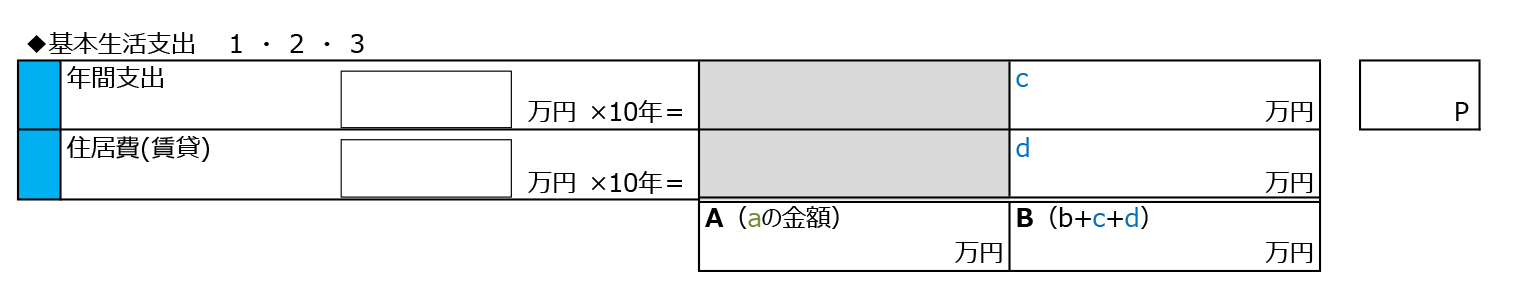 ◆基本生活支出　1 ・ 2 ・ 3
年間支出
万円 ×10年＝
c
万円
P
住居費(賃貸)
万円 ×10年＝
d
万円
A（aの金額）
万円
B（b+c+d）
万円